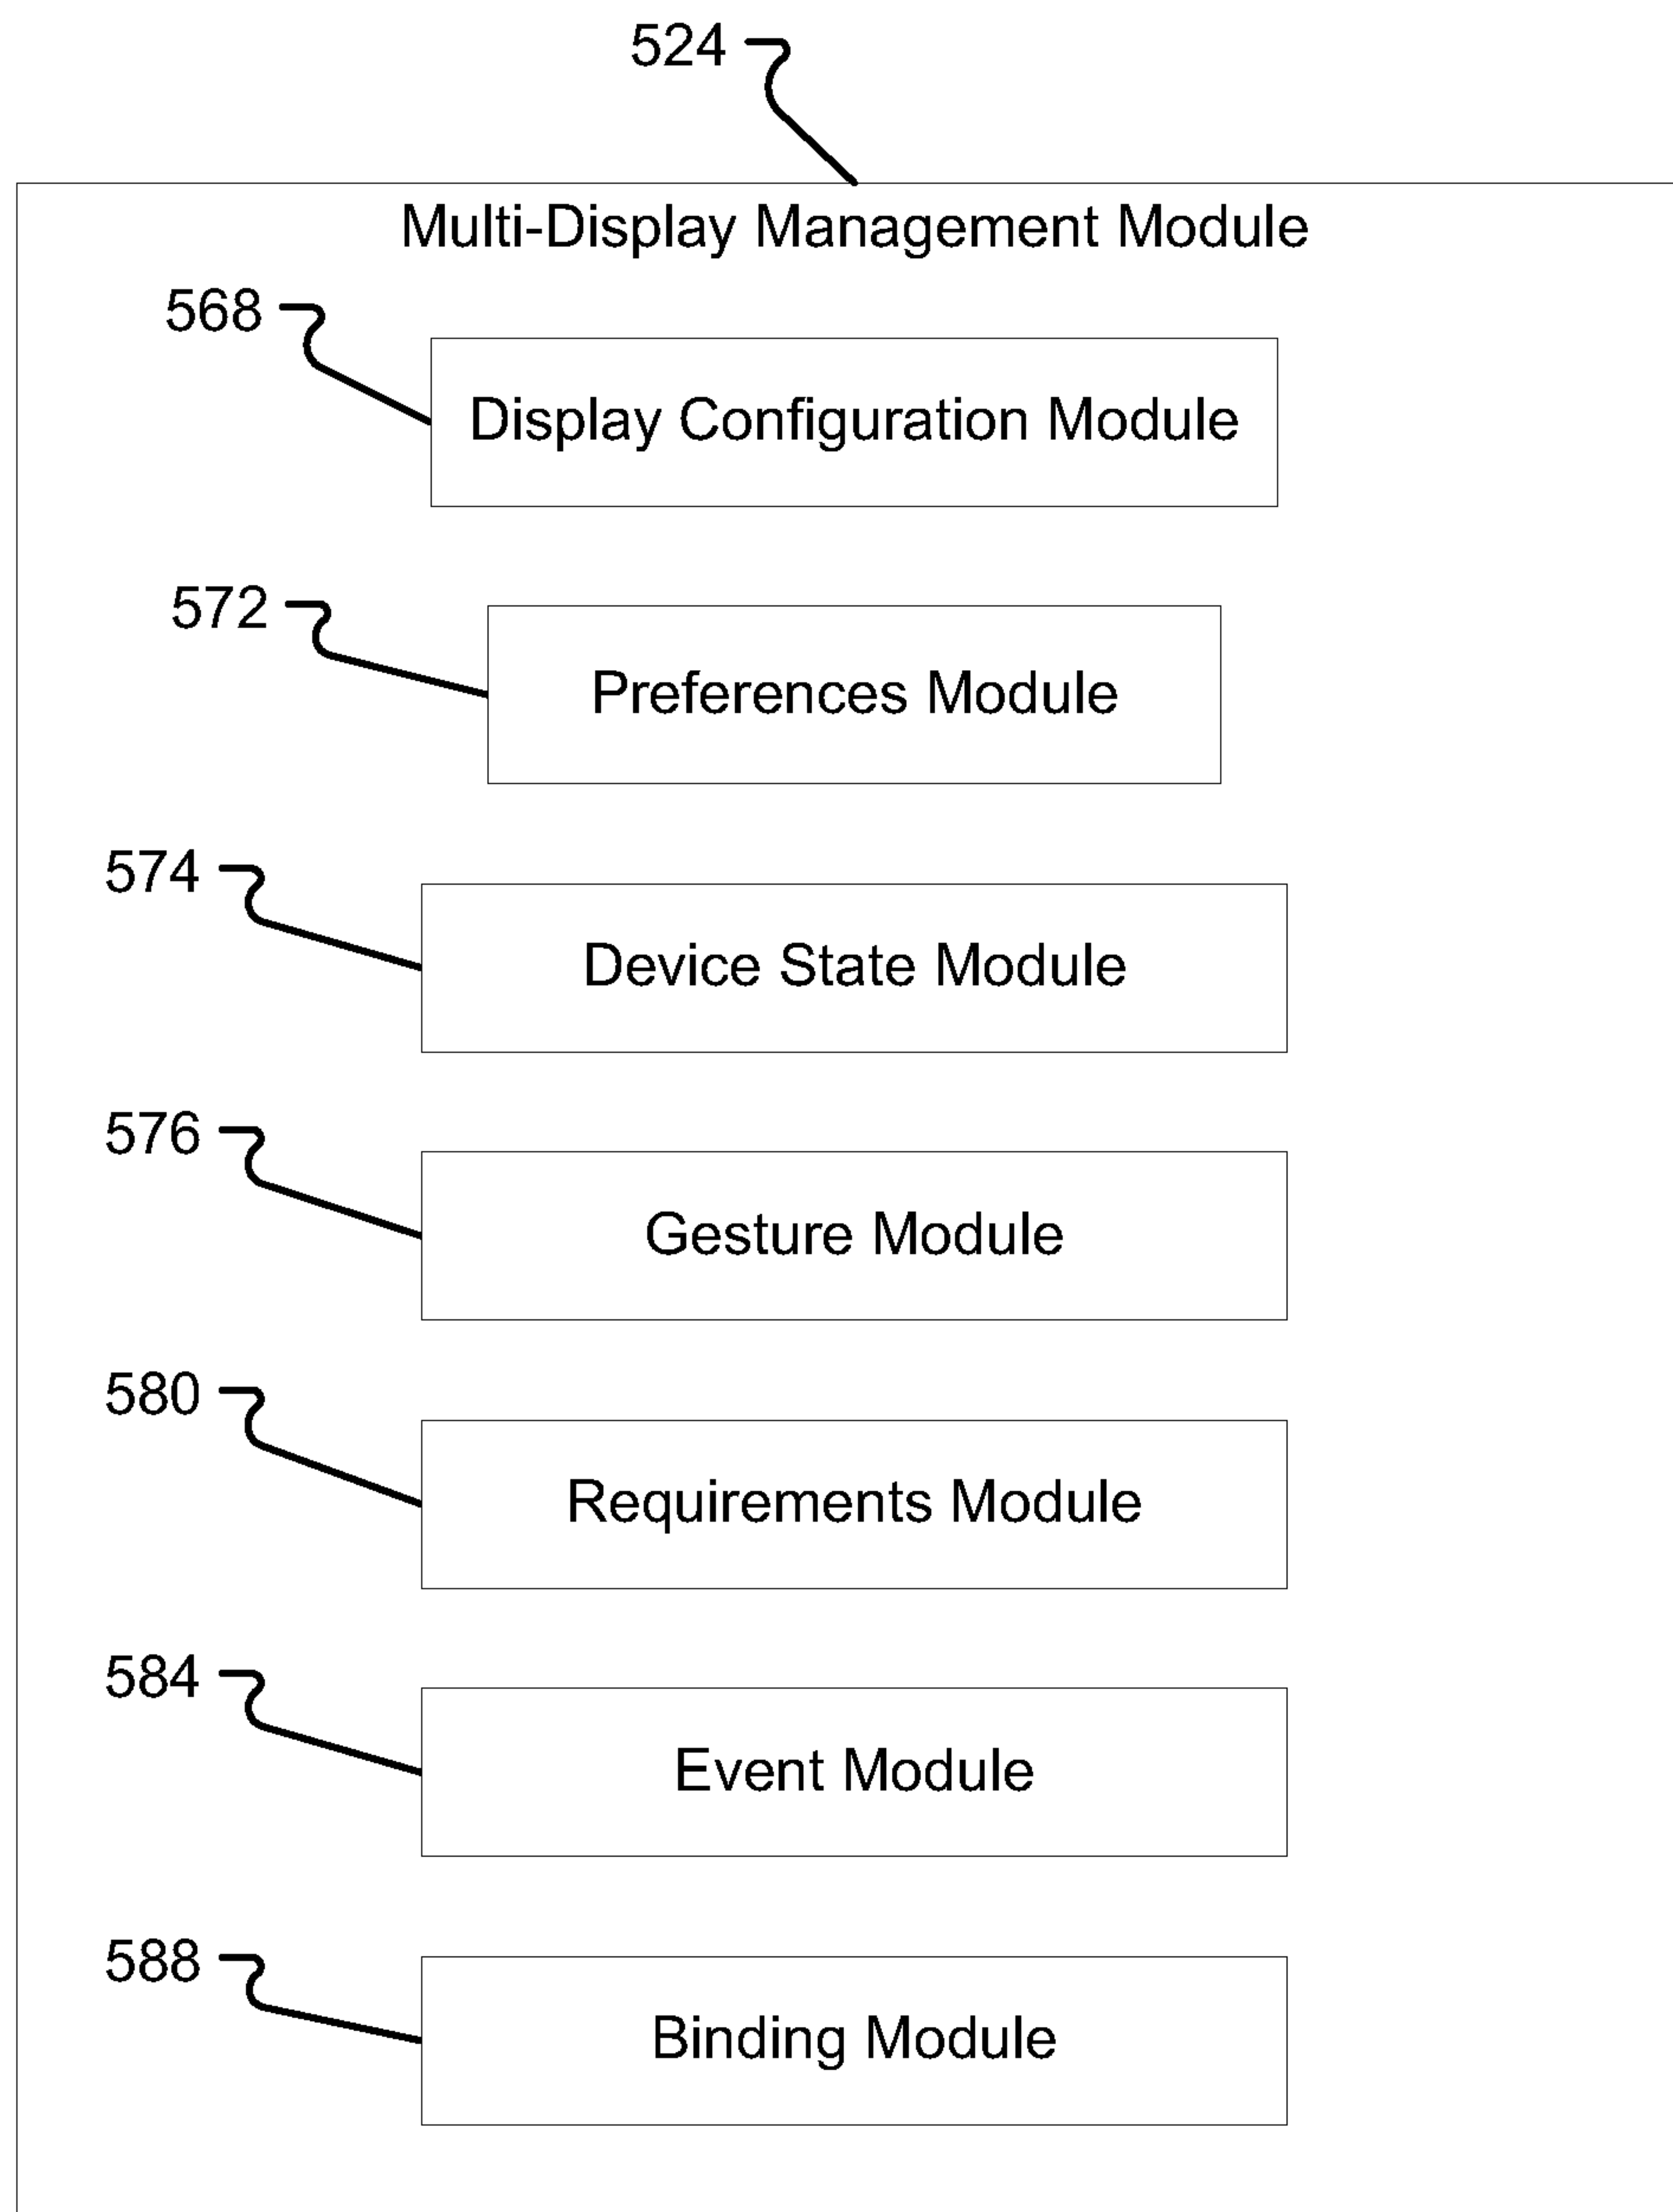 524
Multi-Display Management Module
568
Display Configuration Module
572
Preferences Module
574
Device State Module
576
Gesture Module
580
Requirements Module
584
Event Module
588
Binding Module